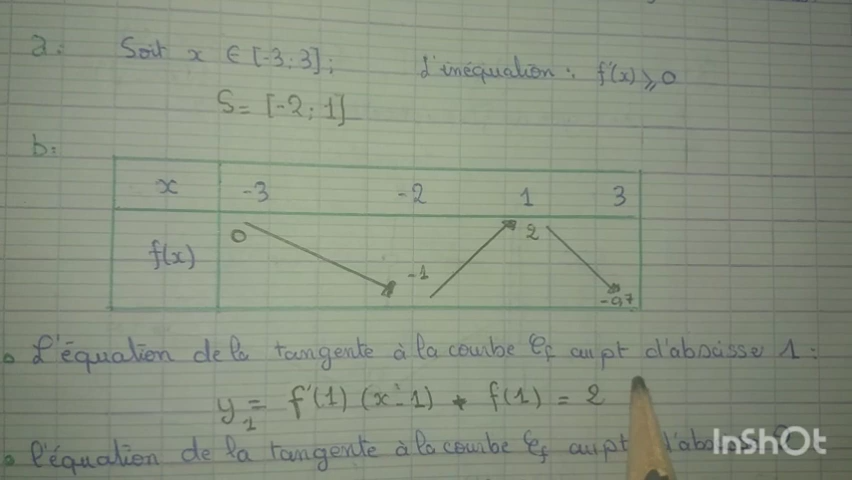 a: Soit x ∈ [-3; 3]; l'inéquation: f'(x) ⩾ 0
S = [-2; 1]
b:
x -3 -2 1 3
f(x) 0 -1 2 -0,7
L'équation de la tangente à la courbe Cf au pt d'abscisse 1:
y₁ = f'(1) (x - 1) + f(1) = 2
l'équation de la tangente à la courbe Cf au pt
InShOt